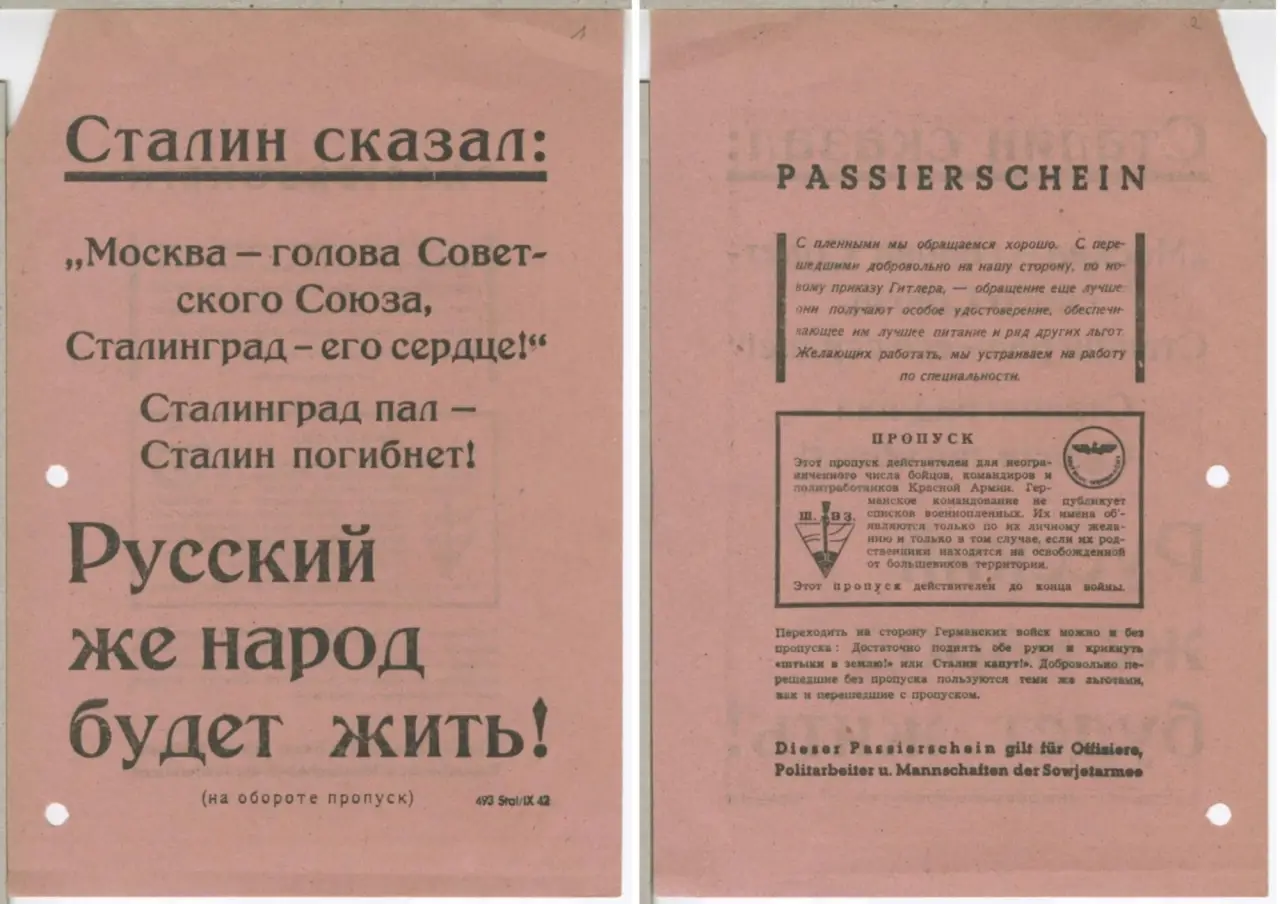 1
Сталин сказал:
„Москва — голова Совет-
ского Союза,
Сталинград – его сердце!“
Сталинград пал —
Сталин погибнет!
Русский
же народ
будет жить!
(на обороте пропуск)
493 Stal/IX 42
2
PASSIERSCHEIN
С пленными мы обращаемся хорошо. С пере-
шедшими добровольно на нашу сторону, по но-
вому приказу Гитлера, — обращение еще лучше
они получают особое удостоверение, обеспечи-
вающее им лучшее питание и ряд других льгот
Желающих работать, мы устраиваем на работу
по специальности.
ПРОПУСК
Этот пропуск действителен для неогра-
ниченного числа бойцов, командиров и
политработников Красной Армии. Гер-
манское командование не публикует
списков военнопленных. Их имена об'-
являются только по их личному жела-
нию и только в том случае, если их род-
ственники находятся на освобожденной
от большевиков территории.
Ш. ВЗ.
Этот пропуск действителен до конца войны.
Переходить на сторону Германских войск можно и без
пропуска: Достаточно поднять обе руки и крикнуть
«штыки в землю!» или Сталин капут!». Добровольно пе-
решедшие без пропуска пользуются теми же льготами,
как и перешедшие с пропуском.
Dieser Passierschein gilt für Offiziere,
Politarbeiter u. Mannschaften der Sowjetarmee